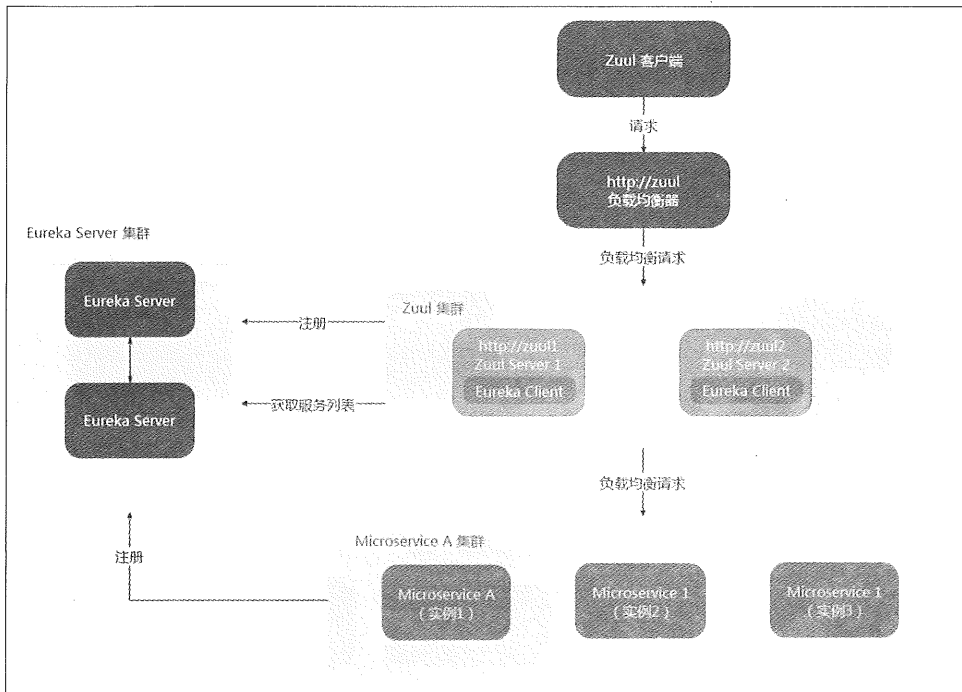 Zuul 客户端
请求
http://zuul
负载均衡器
Eureka Server 集群
负载均衡请求
Eureka Server
Zuul 集群
注册
http://zuul1
Zuul Server 1
Eureka Client
http://zuul2
Zuul Server 2
Eureka Client
获取服务列表
Eureka Server
负载均衡请求
Microservice A 集群
注册
Microservice A
（实例1）
Microservice 1
（实例2）
Microservice 1
（实例3）